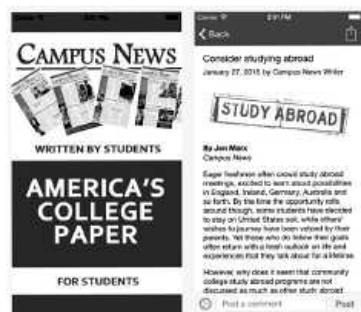 CAMPUS NEWS
WRITTEN BY STUDENTS
AMERICA'S
COLLEGE
PAPER
FOR STUDENTS
2:31 PM
Back
Consider studying abroad
January 27, 2015 by Campus News Writer
STUDY ABROAD
By Jen Marx
Campus News
Eager freshmen often crowd study abroad
meetings, excited to learn about possibilities
in England, Ireland, Germany, Australia and
so forth. By the time the opportunity rolls
around though, some students have decided
to stay on United States soil, while others'
wishes to journey have been vetoed by their
parents. Yet those who do follow their goals
often return with a fresh outlook on life and
experiences that they talk about for a lifetime.
However, why does it seem that community
college study abroad programs are not
discussed as much as other study abroad
Post a comment
Post